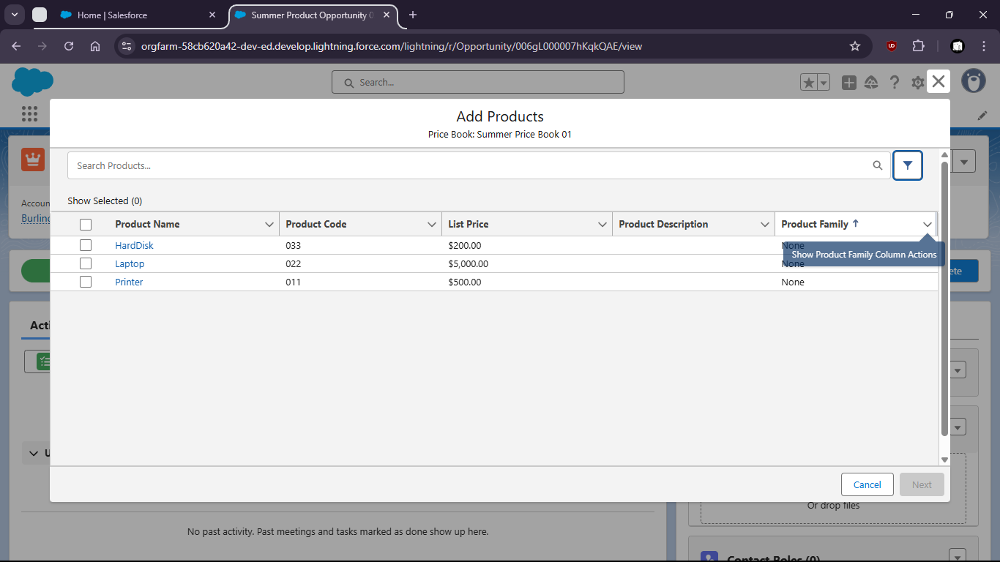 Home | Salesforce
Summer Product Opportunity 0
orgfarm-58cb620a42-dev-ed.develop.lightning.force.com/lightning/r/Opportunity/006gL000007hKqkQAE/view
Search...
Add Products
Price Book: Summer Price Book 01
Search Products...
Accoun
Show Selected (0)
Burling
Product Name Product Code List Price Product Description Product Family
HardDisk 033 $200.00 None
Show Product Family Column Actions
Laptop 022 $5,000.00 None
Printer 011 $500.00 None
ete
Acti
U
Cancel Next
Or drop files
No past activity. Past meetings and tasks marked as done show up here.
Contact Roles (0)